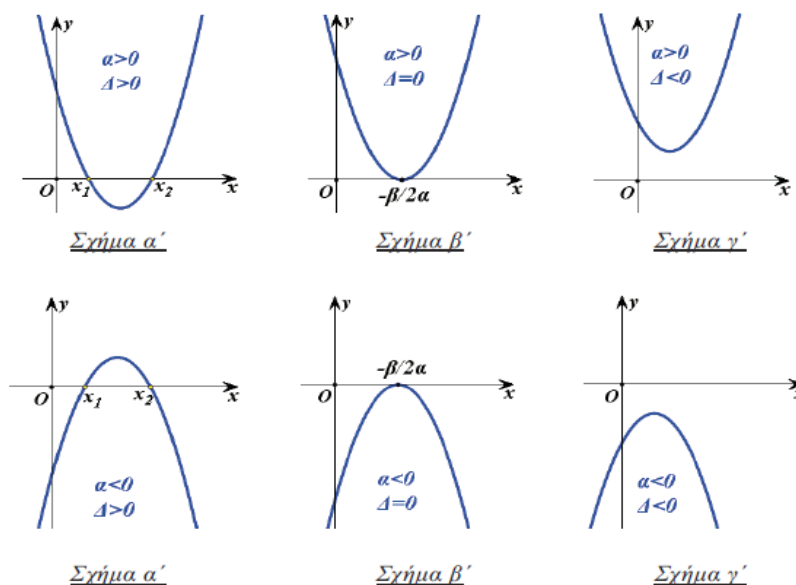 y
α>0
Δ>0
O
x1
x2
x
Σχήμα α΄
y
α>0
Δ=0
O
-β/2α
x
Σχήμα β΄
y
α>0
Δ<0
O
x
Σχήμα γ΄
y
O
x1
x2
x
α<0
Δ>0
Σχήμα α΄
y
-β/2α
O
x
α<0
Δ=0
Σχήμα β΄
y
O
x
α<0
Δ<0
Σχήμα γ΄